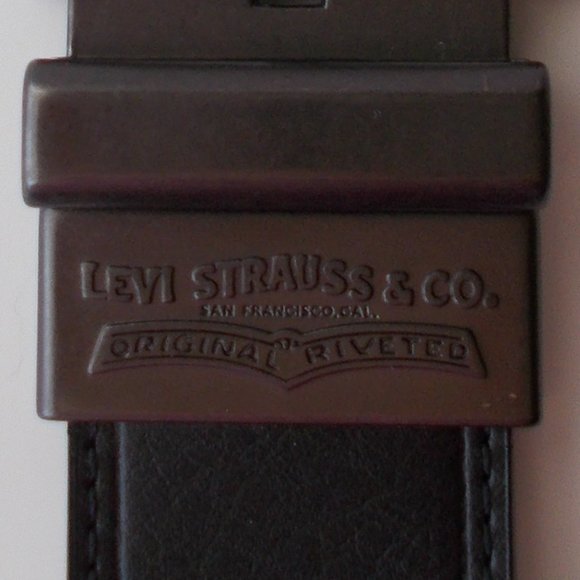 LEVI STRAUSS & CO.
SAN FRANCISCO, CAL.
ORIGINAL RIVETED